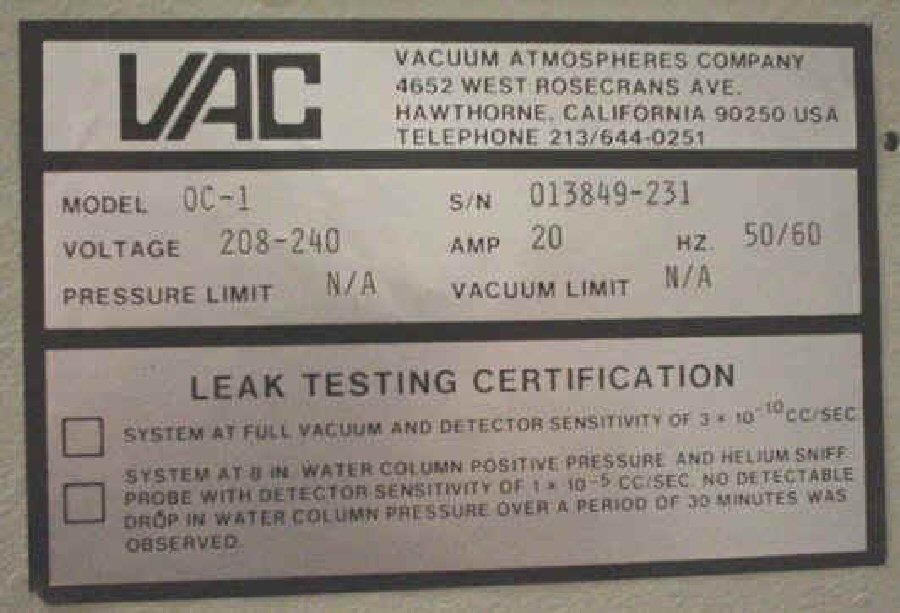 VAC
VACUUM ATMOSPHERES COMPANY
4652 WEST ROSECRANS AVE.
HAWTHORNE, CALIFORNIA 90250 USA
TELEPHONE 213/644-0251
MODEL OC-1 S/N 013849-231
VOLTAGE 208-240 AMP 20 HZ. 50/60
PRESSURE LIMIT N/A VACUUM LIMIT N/A
LEAK TESTING CERTIFICATION
SYSTEM AT FULL VACUUM AND DETECTOR SENSITIVITY OF 3 × 10⁻¹⁰ CC/SEC
SYSTEM AT 8 IN. WATER COLUMN POSITIVE PRESSURE AND HELIUM SNIFF
PROBE WITH DETECTOR SENSITIVITY OF 1 × 10⁻⁵ CC/SEC. NO DETECTABLE
DROP IN WATER COLUMN PRESSURE OVER A PERIOD OF 30 MINUTES WAS
OBSERVED.